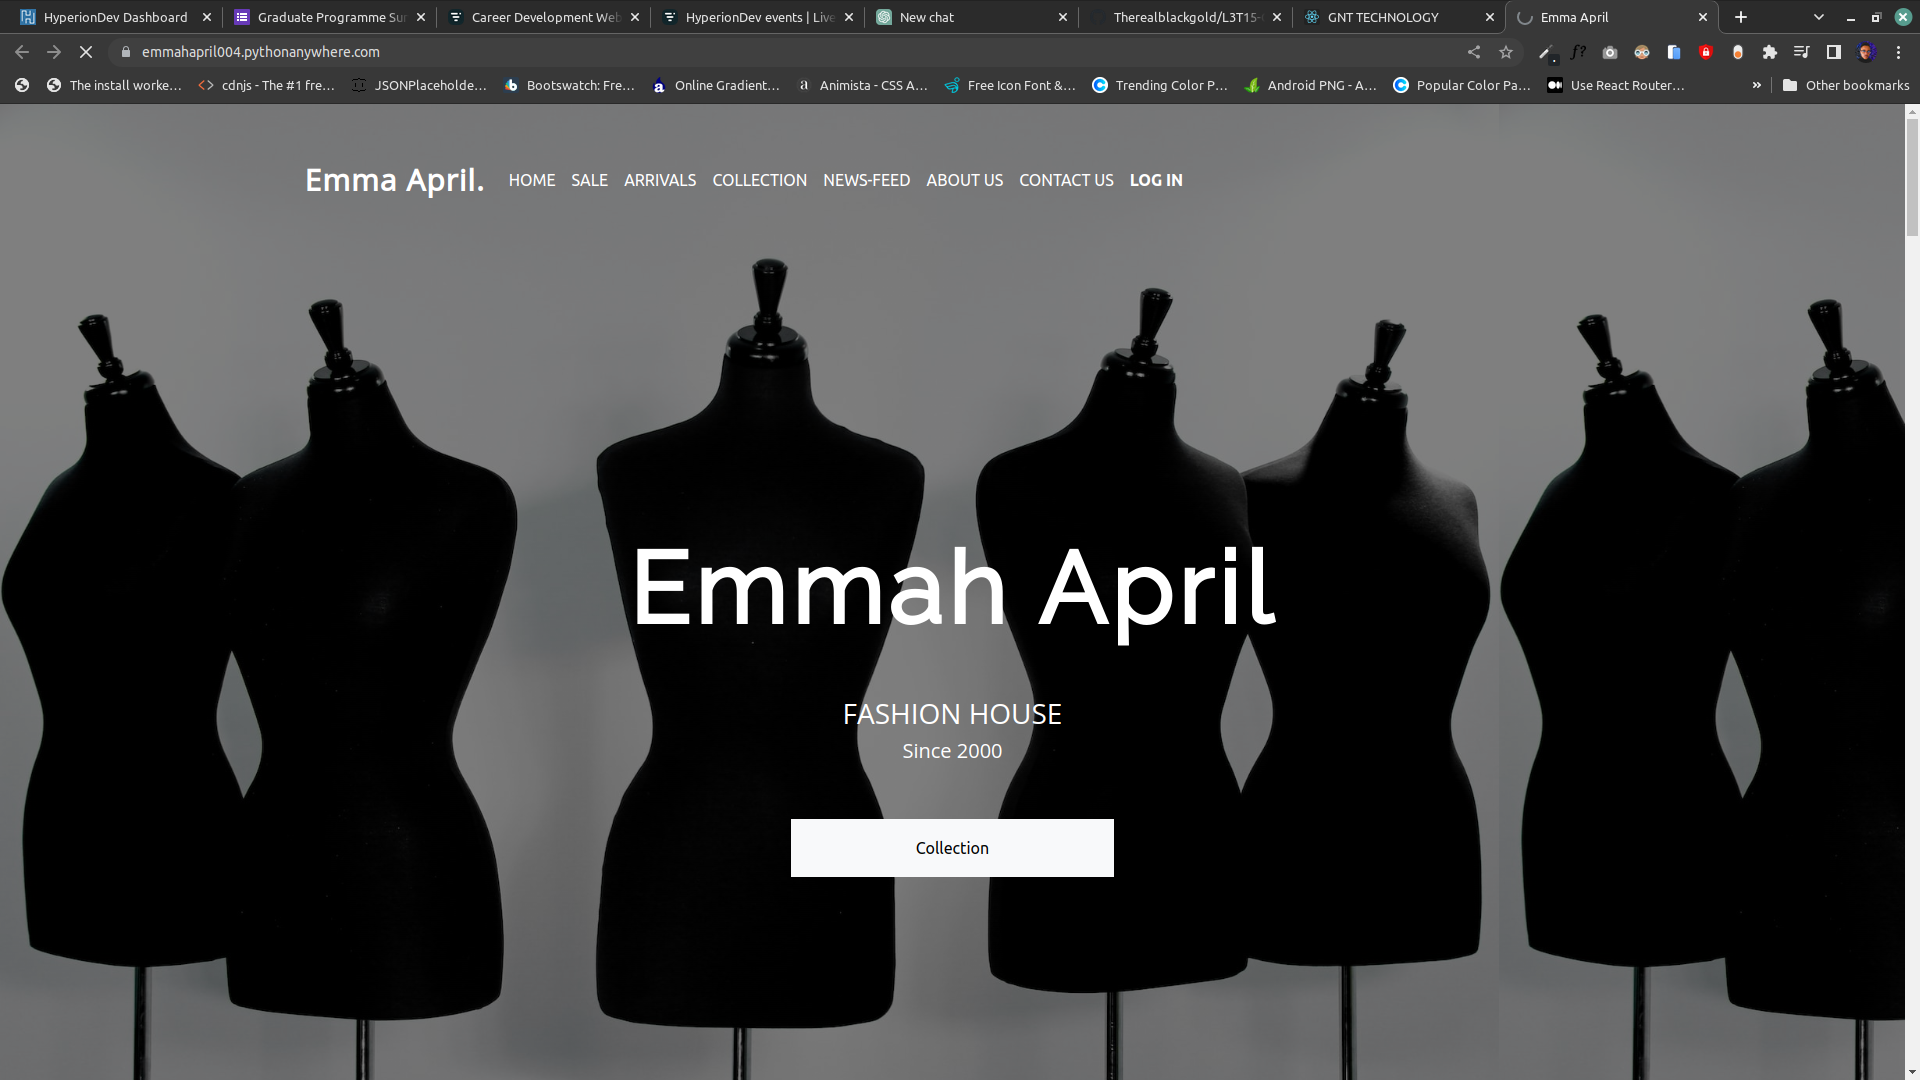 HyperionDev Dashboard
Graduate Programme Sur
Career Development Web
HyperionDev events | Live
New chat
Therealblackgold/L3T15-
GNT TECHNOLOGY
Emma April
emmahapril004.pythonanywhere.com
The install worke...
cdnjs - The #1 fre...
JSONPlaceholde...
Bootswatch: Fre...
Online Gradient...
Animista - CSS A...
Free Icon Font &...
Trending Color P...
Android PNG - A...
Popular Color Pa...
Use React Router...
Other bookmarks
Emma April.
HOME
SALE
ARRIVALS
COLLECTION
NEWS-FEED
ABOUT US
CONTACT US
LOG IN
Emmah April
FASHION HOUSE
Since 2000
Collection